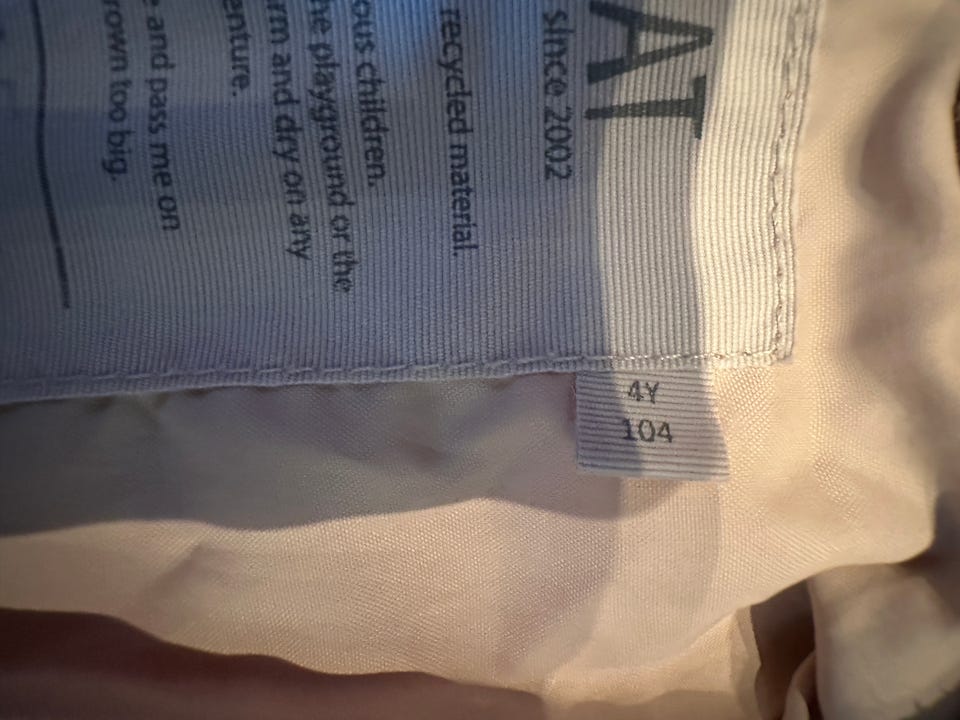 AT
since 2002
recycled material.
ous children.
he playground or the
rm and dry on any
enture.
e and pass me on
rown too big.
4Y
104